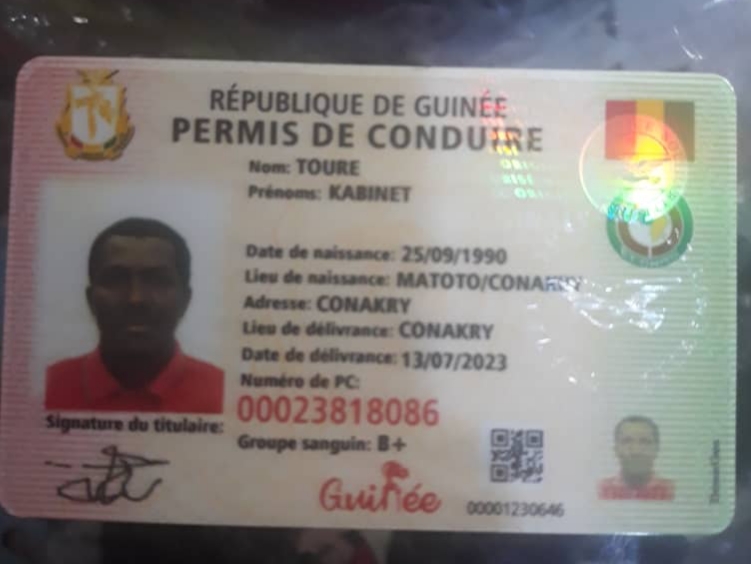 RÉPUBLIQUE DE GUINÉE
PERMIS DE CONDUIRE
Nom: TOURE
Prénoms: KABINET
Date de naissance: 25/09/1990
Lieu de naissance: MATOTO/CONAKRY
Adresse: CONAKRY
Lieu de délivrance: CONAKRY
Date de délivrance: 13/07/2023
Numéro de PC:
00023818086
Signature du titulaire:
Groupe sanguin: B+
Guinée
00001230646